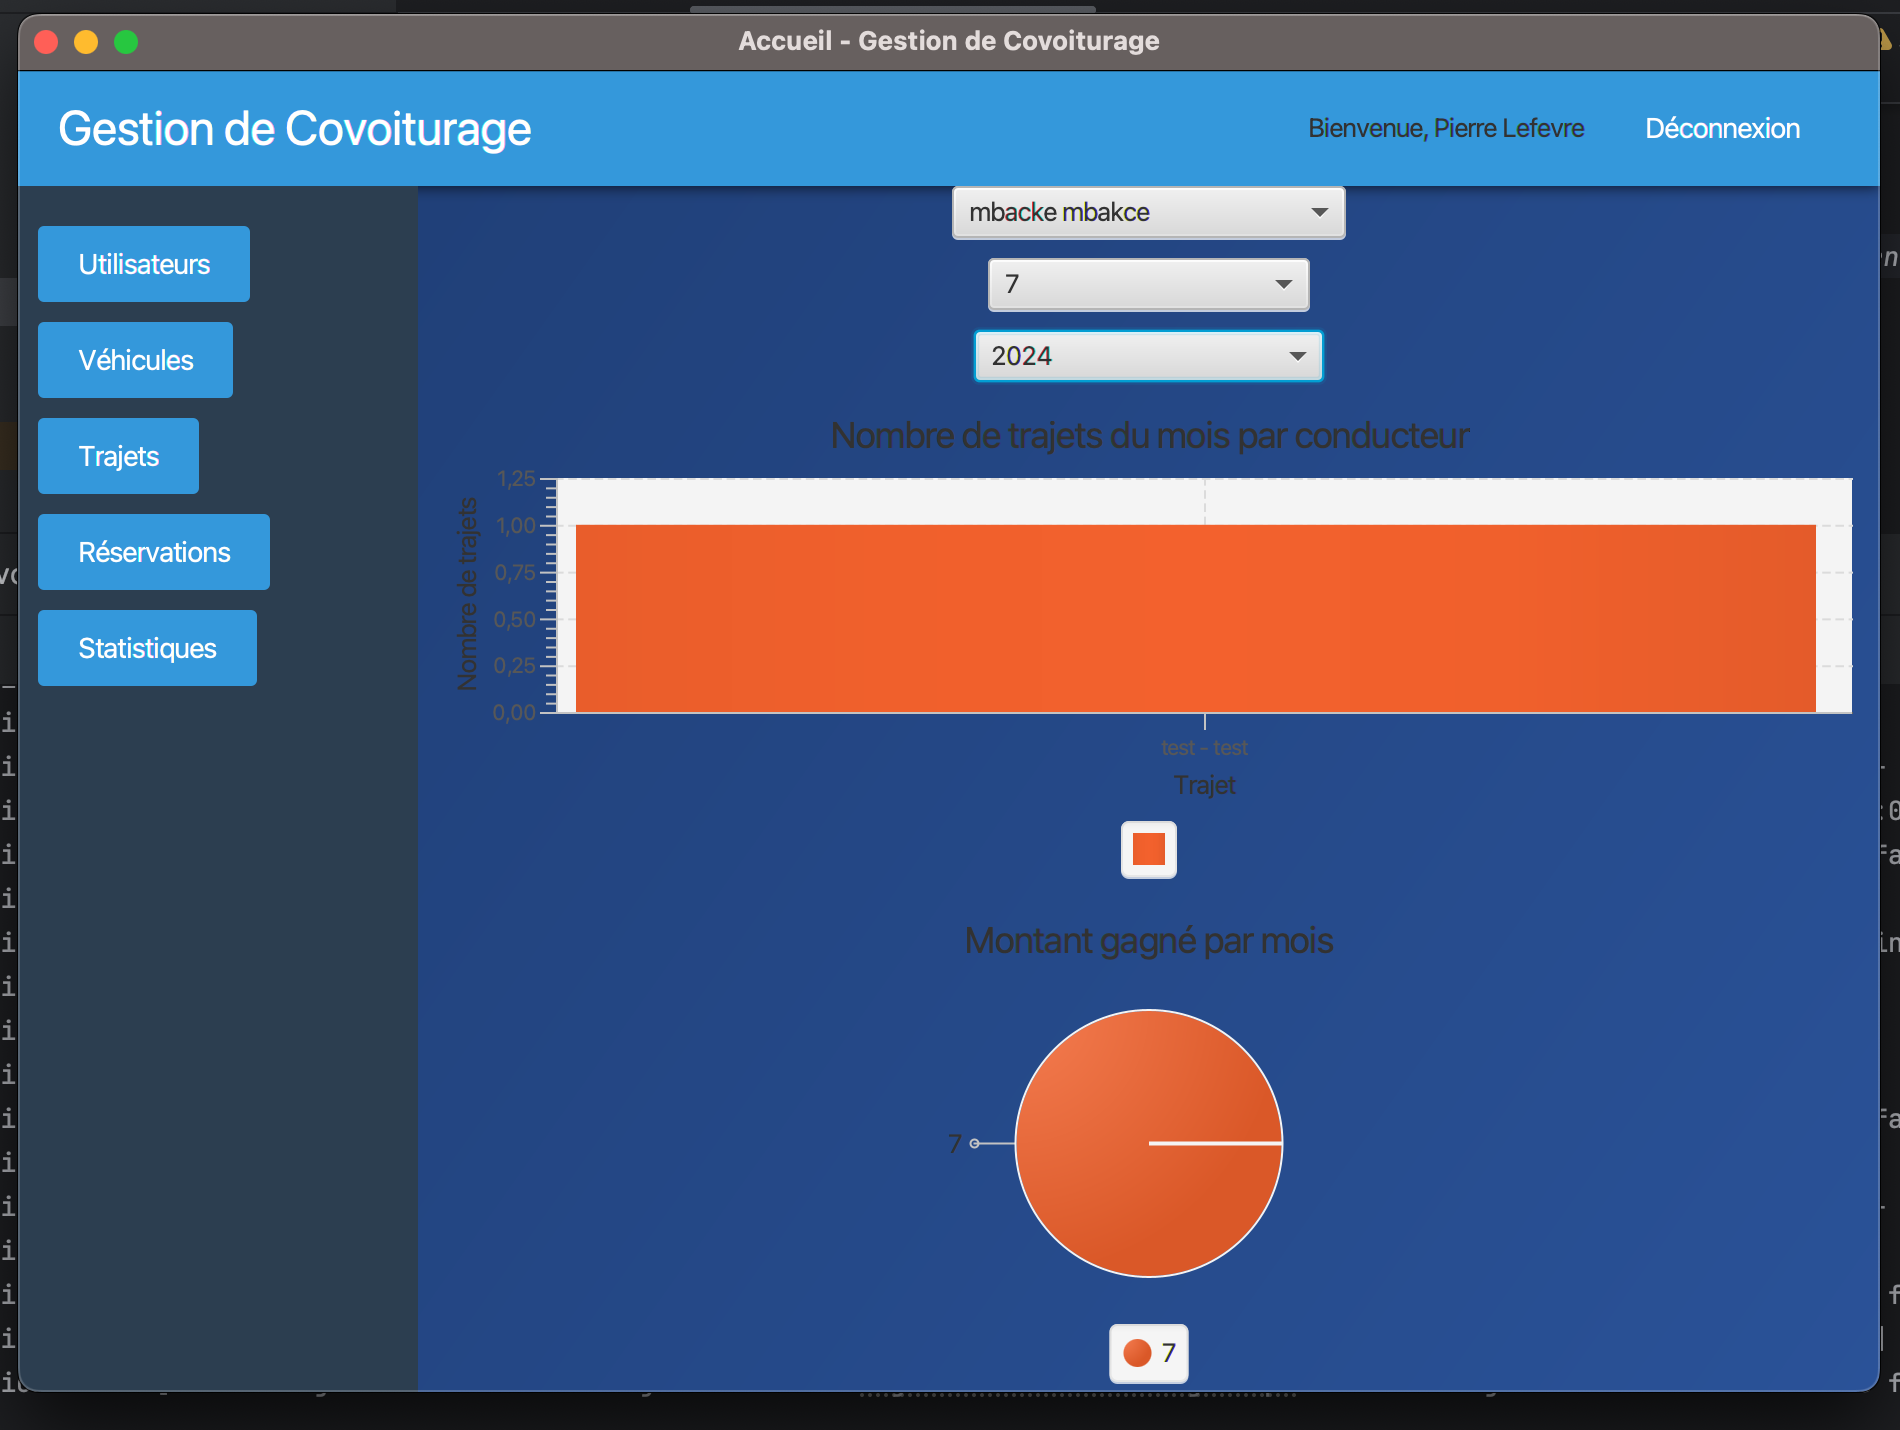 Accueil - Gestion de Covoiturage
Gestion de Covoiturage
Bienvenue, Pierre Lefevre
Déconnexion
Utilisateurs
Véhicules
Trajets
Réservations
Statistiques
mbacke mbakce
7
2024
Nombre de trajets du mois par conducteur
Nombre de trajets
1,25
1,00
0,75
0,50
0,25
0,00
test - test
Trajet
Montant gagné par mois
7
7